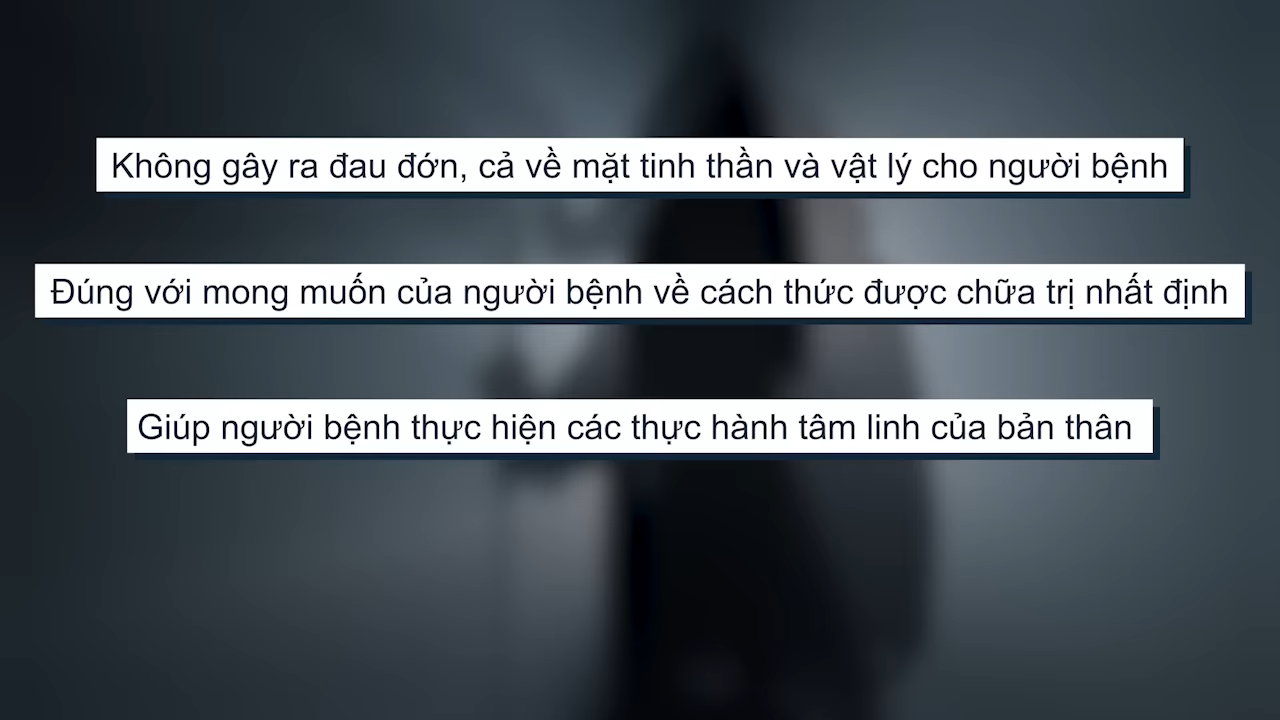 Không gây ra đau đớn, cả về mặt tinh thần và vật lý cho người bệnh
Đúng với mong muốn của người bệnh về cách thức được chữa trị nhất định
Giúp người bệnh thực hiện các thực hành tâm linh của bản thân